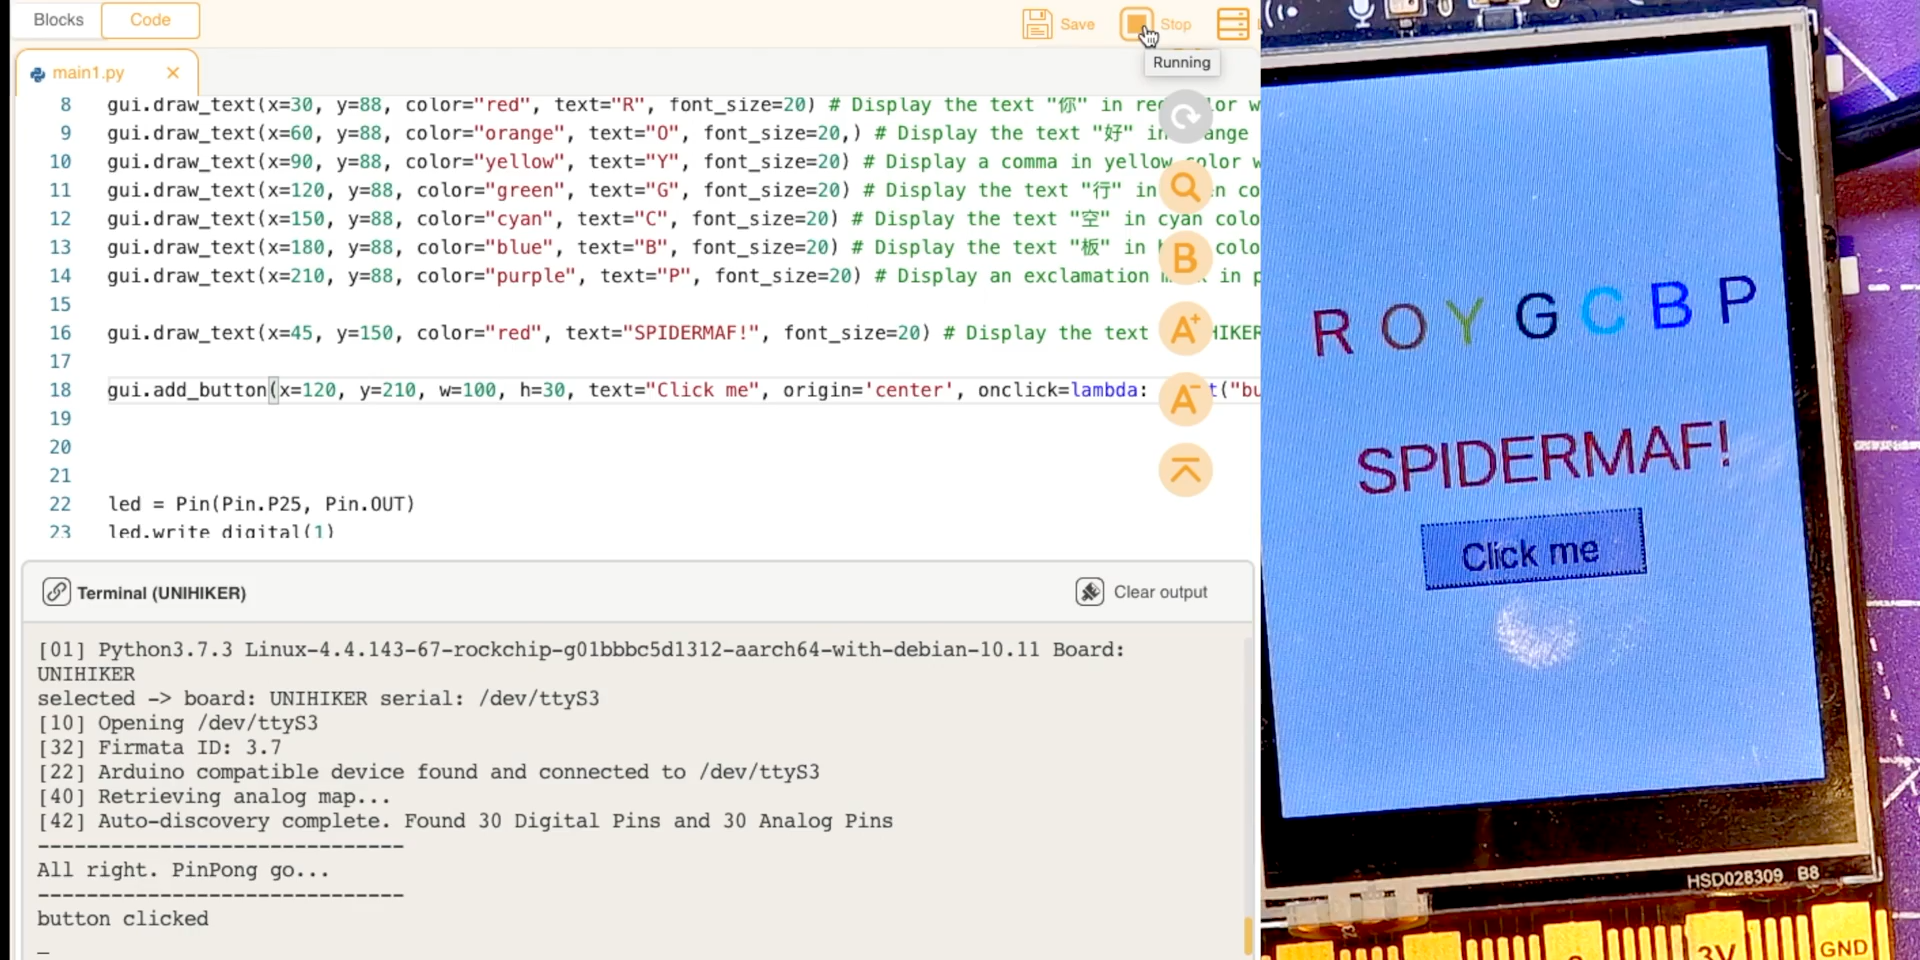 Blocks Code
Save Stop
Running
main1.py
8 gui.draw_text(x=30, y=88, color="red", text="R", font_size=20) # Display the text "你" in
9 gui.draw_text(x=60, y=88, color="orange", text="O", font_size=20,) # Display the text "好"
10 gui.draw_text(x=90, y=88, color="yellow", text="Y", font_size=20) # Display a comma in yellow color
11 gui.draw_text(x=120, y=88, color="green", text="G", font_size=20) # Display the text "行" in
12 gui.draw_text(x=150, y=88, color="cyan", text="C", font_size=20) # Display the text "空" in cyan
13 gui.draw_text(x=180, y=88, color="blue", text="B", font_size=20) # Display the text "板" in
14 gui.draw_text(x=210, y=88, color="purple", text="P", font_size=20) # Display an exclamation in
15
16 gui.draw_text(x=45, y=150, color="red", text="SPIDERMAF!", font_size=20) # Display the text
17
18 gui.add_button(x=120, y=210, w=100, h=30, text="Click me", origin='center', onclick=lambda:
19
20
21
22 led = Pin(Pin.P25, Pin.OUT)
23 led.write_digital(1)
B
A+
A-
Terminal (UNIHIKER) Clear output
[01] Python3.7.3 Linux-4.4.143-67-rockchip-g01bbbc5d1312-aarch64-with-debian-10.11 Board:
UNIHIKER
selected -> board: UNIHIKER serial: /dev/ttyS3
[10] Opening /dev/ttyS3
[32] Firmata ID: 3.7
[22] Arduino compatible device found and connected to /dev/ttyS3
[40] Retrieving analog map...
[42] Auto-discovery complete. Found 30 Digital Pins and 30 Analog Pins
------------------------------
All right. PinPong go...
------------------------------
button clicked
_
R O Y G C B P
SPIDERMAF!
Click me
HSD028309 B8
3V GND